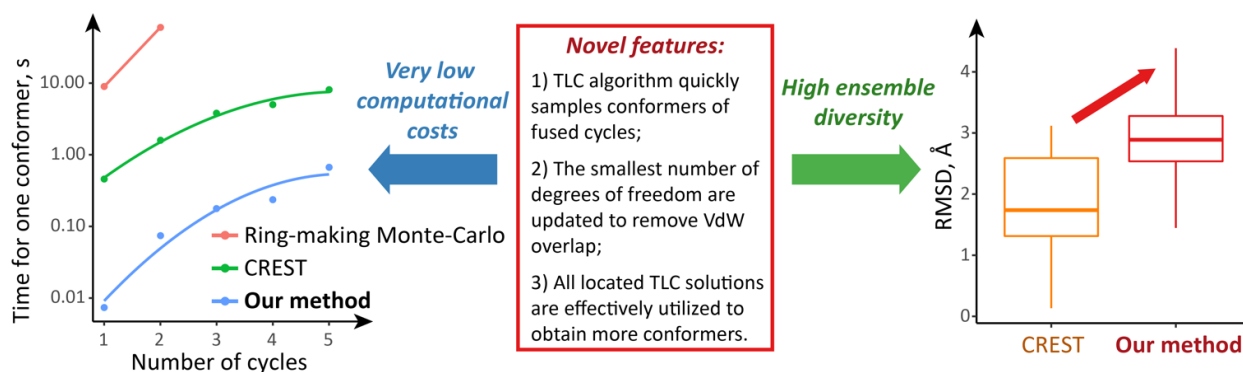 Time for one conformer, s
10.00
1.00
0.10
0.01
1
2
3
4
5
Number of cycles
Ring-making Monte-Carlo
CREST
Our method
Very low
computational
costs
Novel features:
1) TLC algorithm quickly
samples conformers of
fused cycles;
2) The smallest number of
degrees of freedom are
updated to remove VdW
overlap;
3) All located TLC solutions
are effectively utilized to
obtain more conformers.
High ensemble
diversity
RMSD, Å
4
3
2
1
0
CREST
Our method